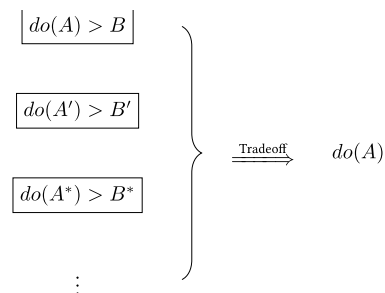 do(A) > B
do(A′) > B′
Tradeoff
do(A)
do(A*) > B*
⋮